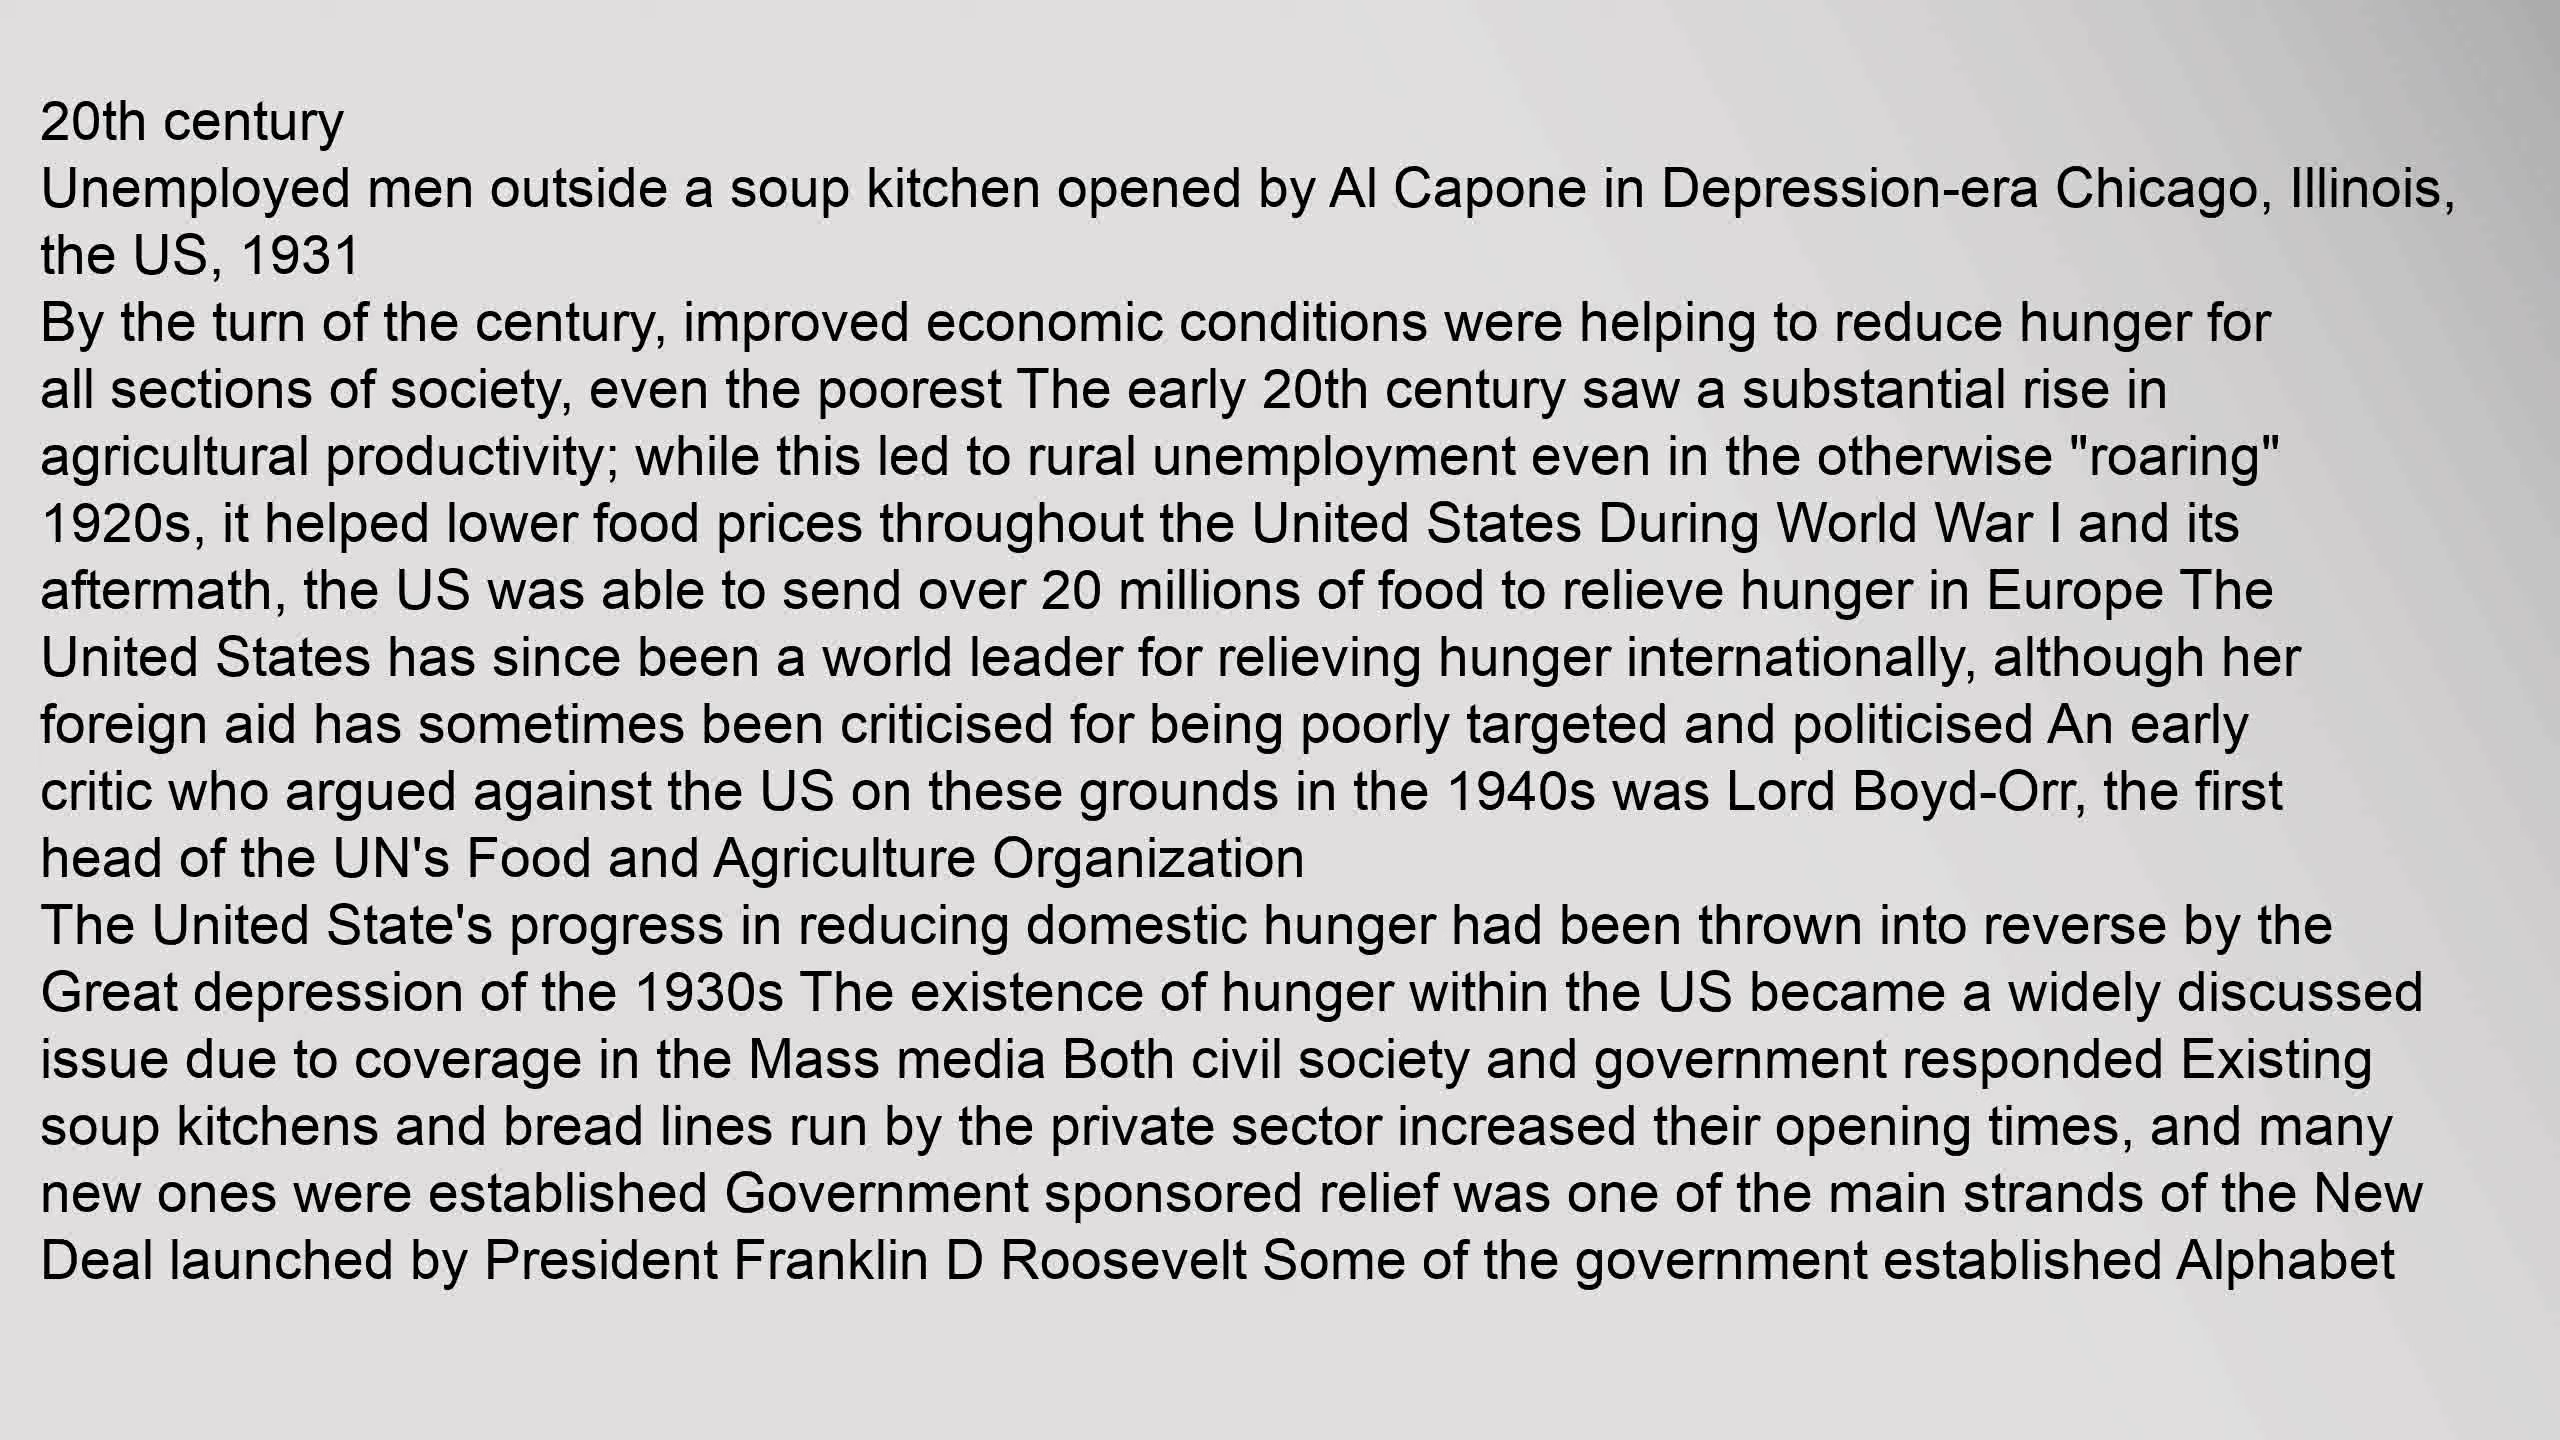 20th century
Unemployed men outside a soup kitchen opened by Al Capone in Depression-era Chicago, Illinois,
the US, 1931
By the turn of the century, improved economic conditions were helping to reduce hunger for
all sections of society, even the poorest The early 20th century saw a substantial rise in
agricultural productivity; while this led to rural unemployment even in the otherwise "roaring"
1920s, it helped lower food prices throughout the United States During World War I and its
aftermath, the US was able to send over 20 millions of food to relieve hunger in Europe The
United States has since been a world leader for relieving hunger internationally, although her
foreign aid has sometimes been criticised for being poorly targeted and politicised An early
critic who argued against the US on these grounds in the 1940s was Lord Boyd-Orr, the first
head of the UN's Food and Agriculture Organization
The United State's progress in reducing domestic hunger had been thrown into reverse by the
Great depression of the 1930s The existence of hunger within the US became a widely discussed
issue due to coverage in the Mass media Both civil society and government responded Existing
soup kitchens and bread lines run by the private sector increased their opening times, and many
new ones were established Government sponsored relief was one of the main strands of the New
Deal launched by President Franklin D Roosevelt Some of the government established Alphabet